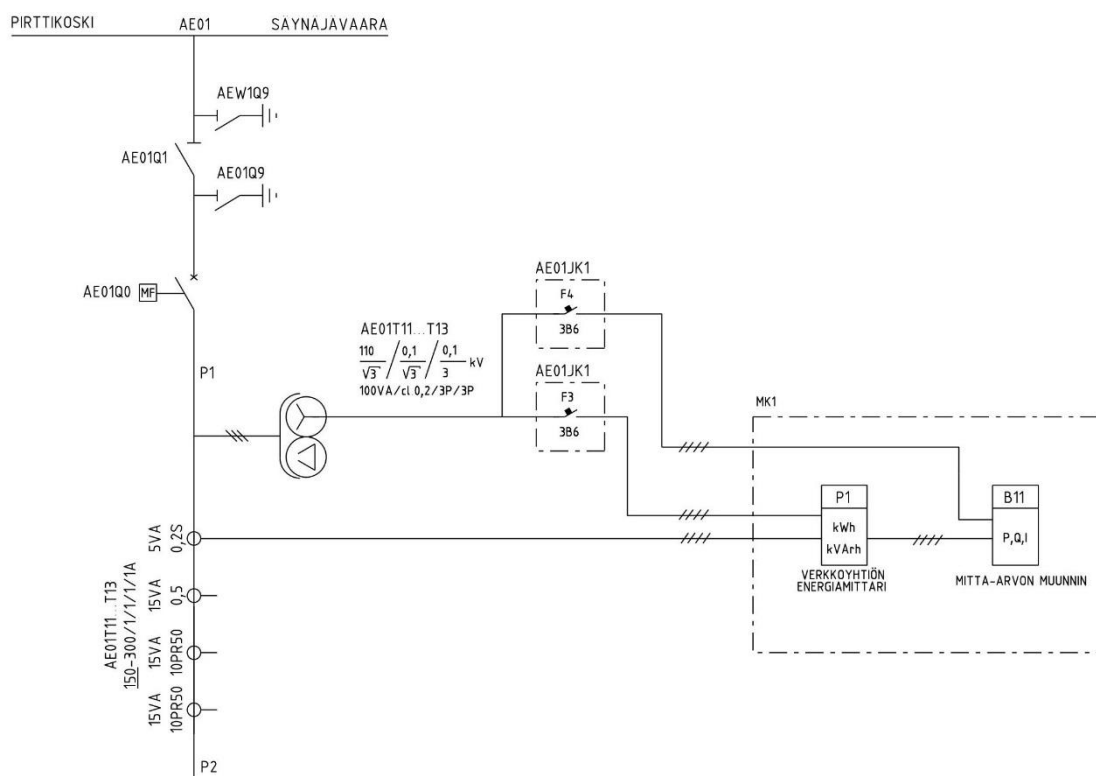 PIRTTIKOSKI AE01 SÄYNÄJÄVAARA
AEW1Q9
AE01Q1
AE01Q9
AE01Q0 MF
AE01JK1
F4
3B6
AE01T11...T13
110/√3 / 0,1/√3 / 0,1/3 kV
100VA/cl 0,2/3P/3P
AE01JK1
F3
3B6
P1
MK1
P1
kWh
kVArh
VERKKOYHTIÖN
ENERGIAMITTARI
B11
P,Q,I
MITTA-ARVON MUUNNIN
AE01T11...T13
150-300/1/1/1/1A
5VA 0,2S
15VA 0,5
15VA 10PR50
15VA 10PR50
P2